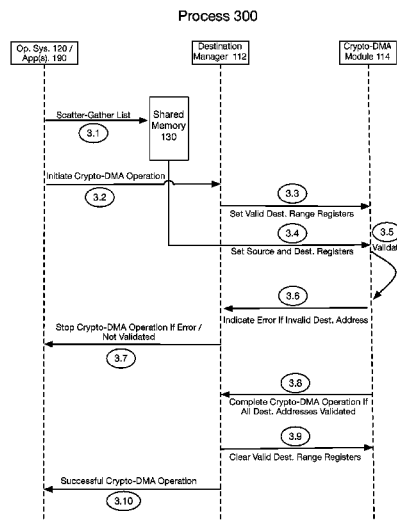 Process 300
Op. Sys. 120 /
App(s). 190
Destination
Manager 112
Crypto-DMA
Module 114
Scatter-Gather List
3.1
Shared
Memory
130
Initiate Crypto-DMA Operation
3.2
3.3
Set Valid Dest. Range Registers
3.4
Set Source and Dest. Registers
3.5
Validat
3.6
Indicate Error If Invalid Dest. Address
Stop Crypto-DMA Operation If Error /
Not Validated
3.7
3.8
Complete Crypto-DMA Operation If
All Dest. Addresses Validated
3.9
Clear Valid Dest. Range Registers
Successful Crypto-DMA Operation
3.10